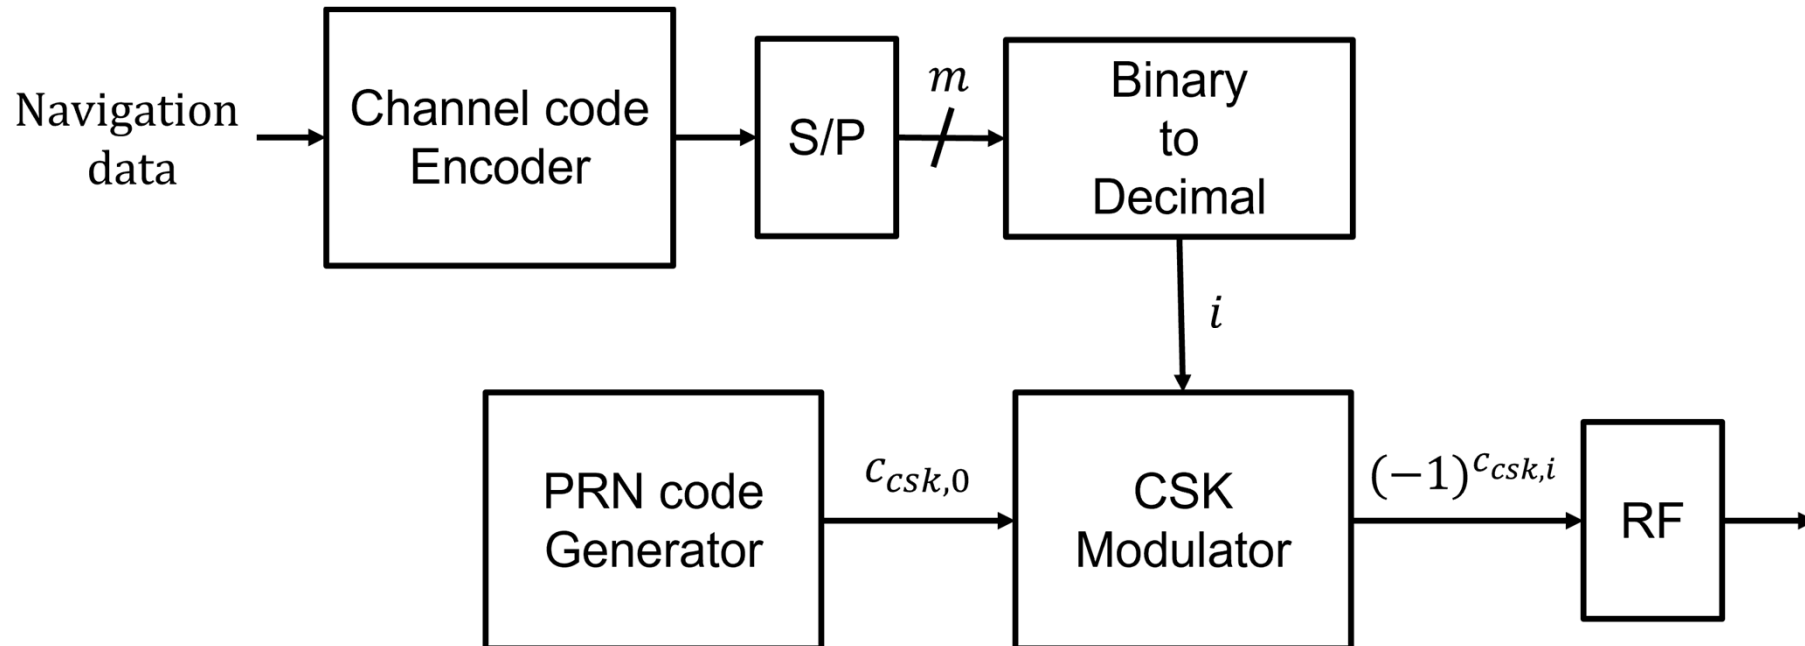 Navigation
data
Channel code
Encoder
S/P
m
Binary
to
Decimal
i
PRN code
Generator
c_{csk,0}
CSK
Modulator
(-1)^{c_{csk,i}}
RF